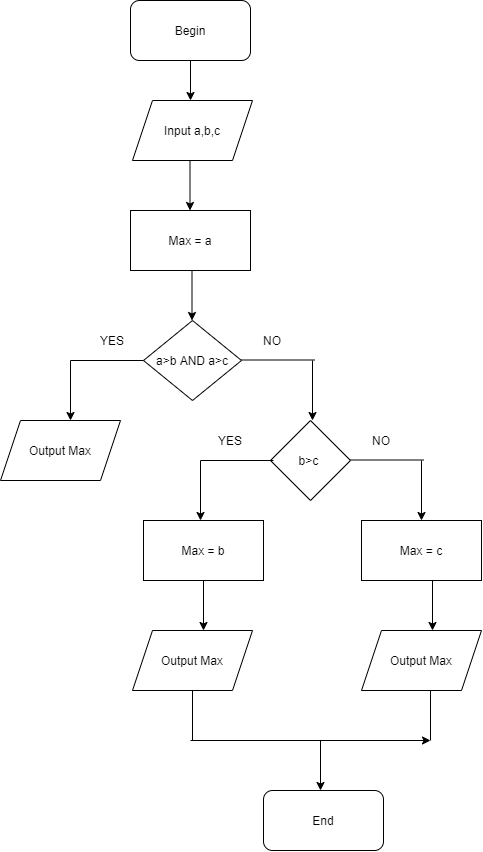 Begin
Input a,b,c
Max = a
YES
NO
a>b AND a>c
Output Max
YES
NO
b>c
Max = b
Max = c
Output Max
Output Max
End